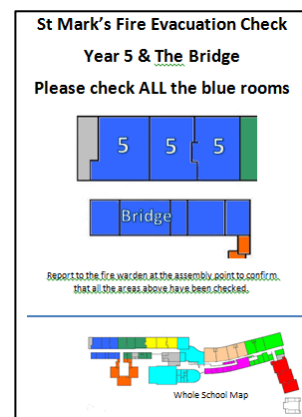 St Mark's Fire Evacuation Check
Year 5 & The Bridge
Please check ALL the blue rooms
5 5 5
Bridge
Report to the fire warden at the assembly point to confirm
that all the areas above have been checked.
Whole School Map